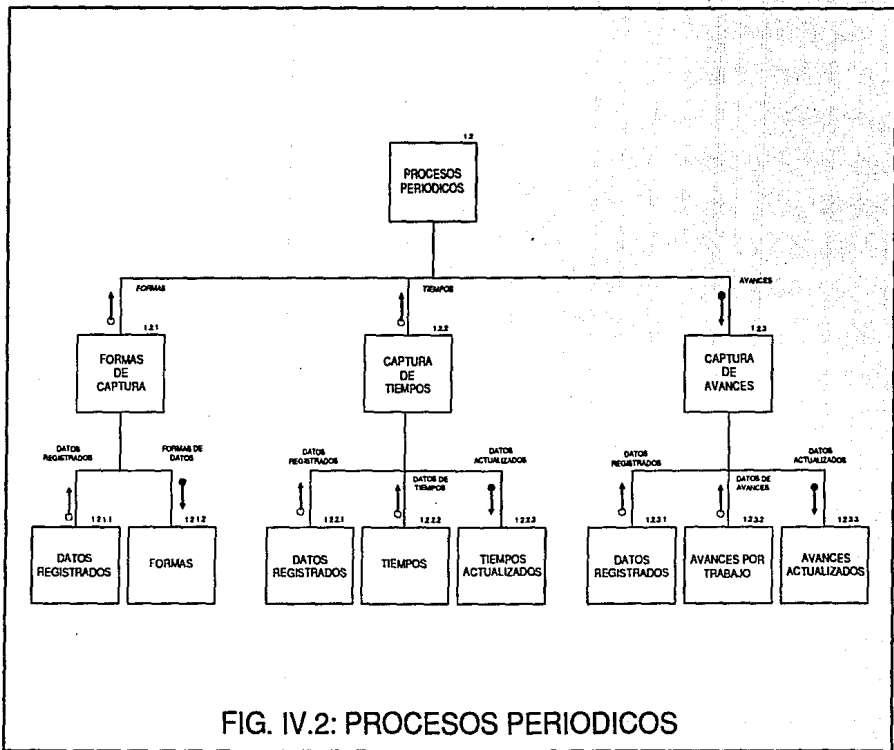 1.2
PROCESOS
PERIODICOS
FORMAS
TIEMPOS
AVANCES
1.2.1
1.2.2
1.2.3
FORMAS
DE
CAPTURA
CAPTURA
DE
TIEMPOS
CAPTURA
DE
AVANCES
DATOS
REGISTRADOS
FORMAS DE
DATOS
DATOS
REGISTRADOS
DATOS DE
TIEMPOS
DATOS
ACTUALIZADOS
DATOS
REGISTRADOS
DATOS DE
AVANCES
DATOS
ACTUALIZADOS
1.2.1.1
1.2.1.2
1.2.2.1
1.2.2.2
1.2.2.3
1.2.3.1
1.2.3.2
1.2.3.3
DATOS
REGISTRADOS
FORMAS
DATOS
REGISTRADOS
TIEMPOS
TIEMPOS
ACTUALIZADOS
DATOS
REGISTRADOS
AVANCES POR
TRABAJO
AVANCES
ACTUALIZADOS
FIG. IV.2: PROCESOS PERIODICOS